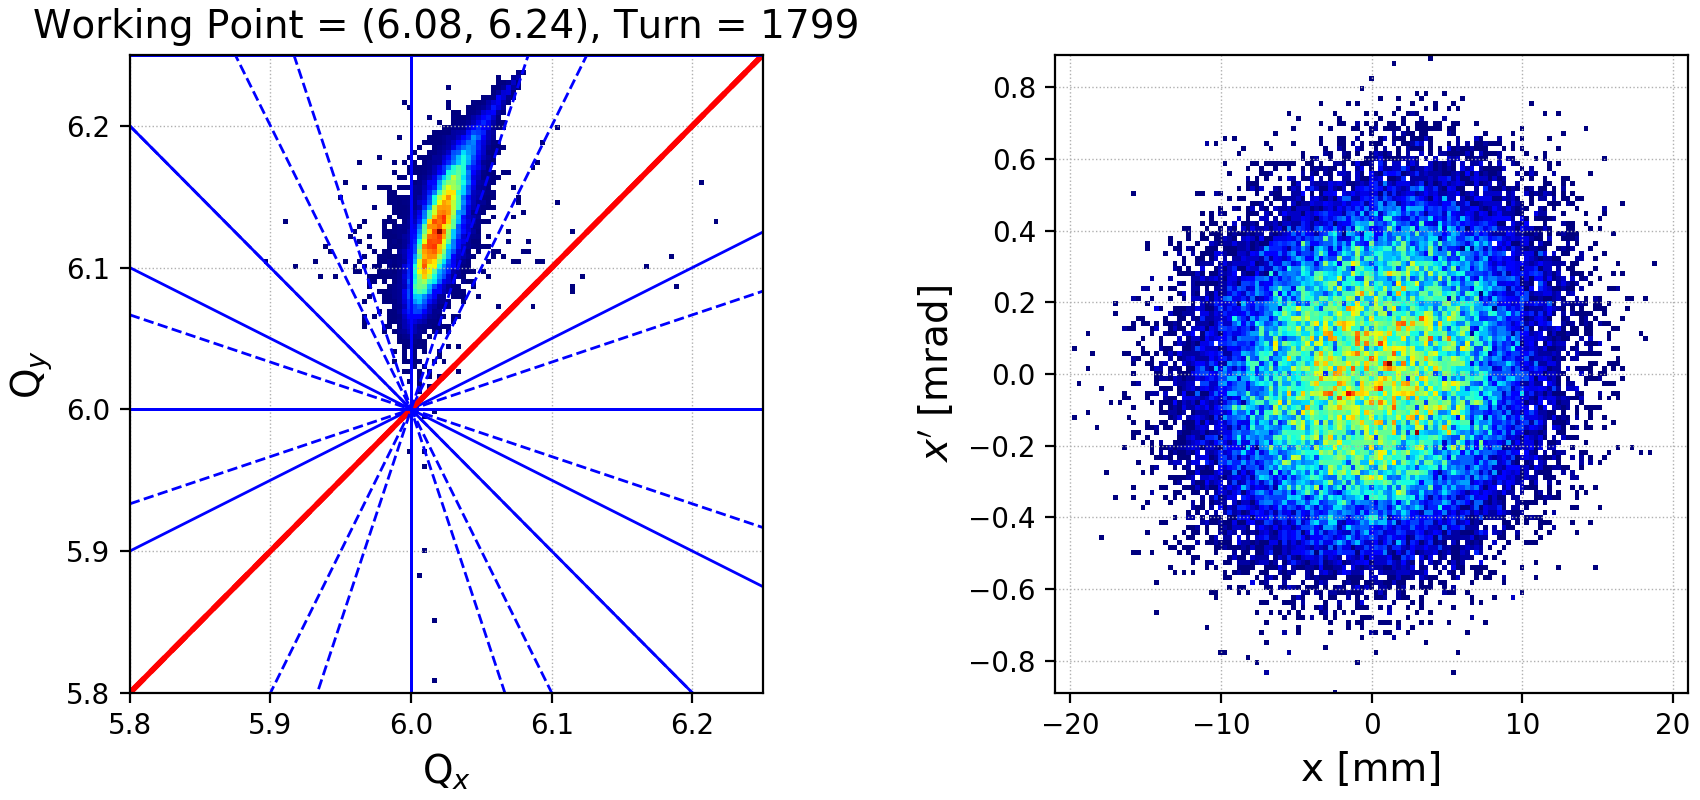 Working Point = (6.08, 6.24), Turn = 1799
6.2
6.1
6.0
5.9
5.8
Q_y
5.8 5.9 6.0 6.1 6.2
Q_x
0.8
0.6
0.4
0.2
0.0
−0.2
−0.4
−0.6
−0.8
x′ [mrad]
−20 −10 0 10 20
x [mm]